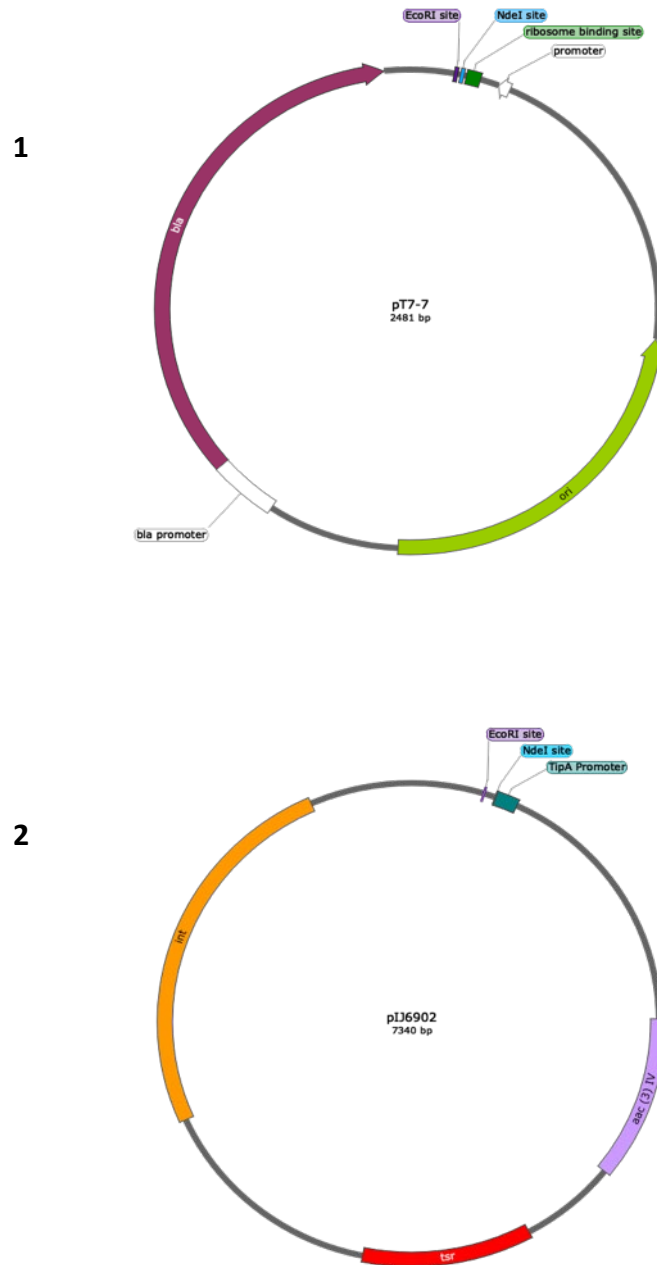 EcoRI site
NdeI site
ribosome binding site
promoter
1
bla
pT7-7
2481 bp
ori
bla promoter
EcoRI site
NdeI site
TipA Promoter
2
int
pIJ6902
7340 bp
aac (3) IV
tsr